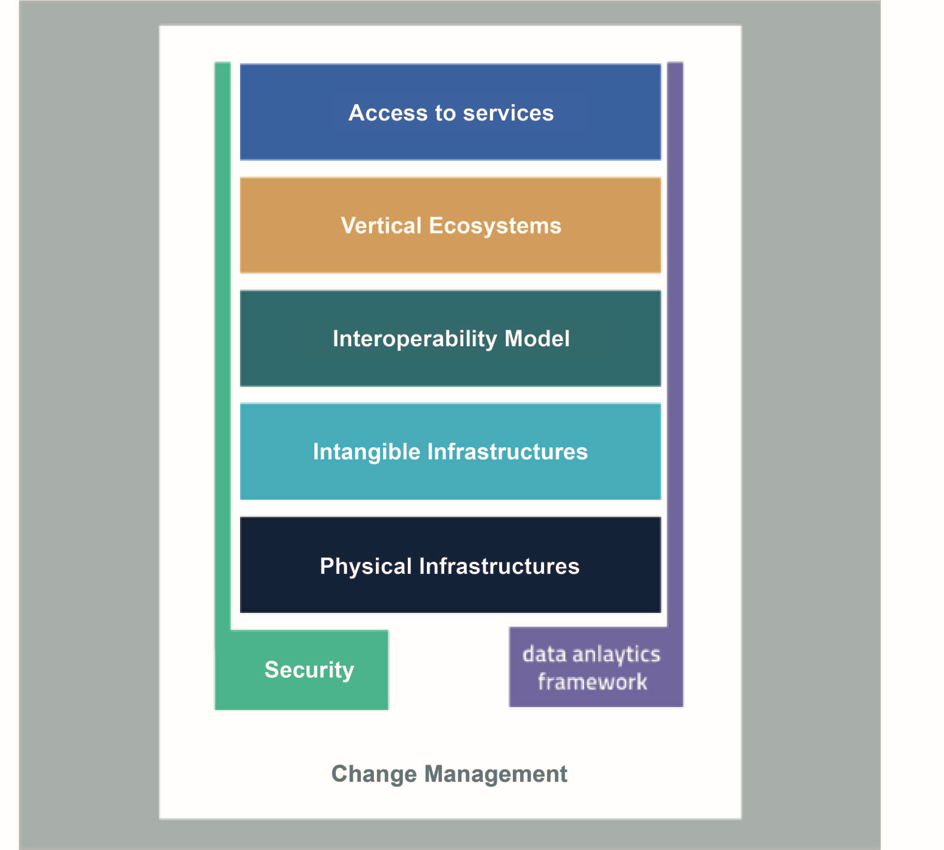 Access to services
Vertical Ecosystems
Interoperability Model
Intangible Infrastructures
Physical Infrastructures
Security
data anlaytics
framework
Change Management